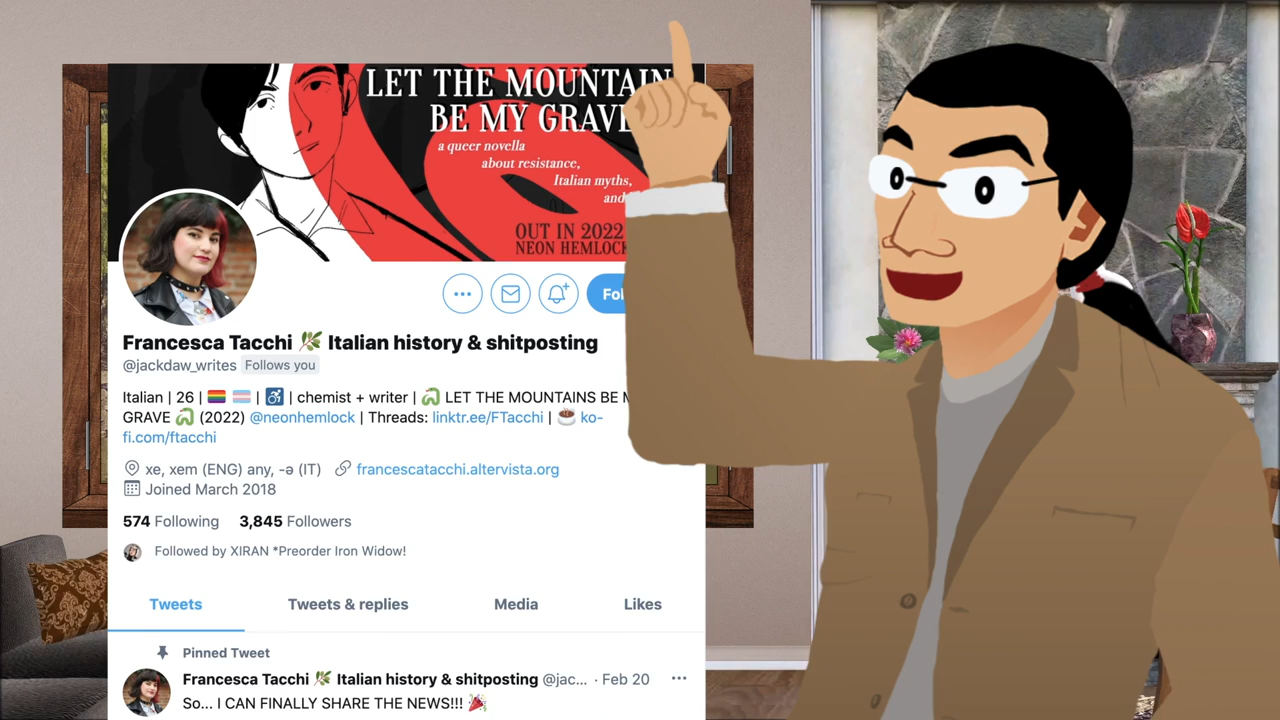 LET THE MOUNTAIN
BE MY GRAVE
a queer novella
about resistance,
Italian myths,
and
OUT IN 2022
NEON HEMLOCK
Fol
Francesca Tacchi 🌿 Italian history & shitposting
@jackdaw_writes Follows you
Italian | 26 | 🏳️‍🌈 🏳️‍⚧️ | ♿ | chemist + writer | 🐍 LET THE MOUNTAINS BE M
GRAVE 🐍 (2022) @neonhemlock | Threads: linktr.ee/FTacchi | ☕ ko-
fi.com/ftacchi
xe, xem (ENG) any, -ə (IT) francescatacchi.altervista.org
Joined March 2018
574 Following 3,845 Followers
Followed by XIRAN *Preorder Iron Widow!
Tweets Tweets & replies Media Likes
Pinned Tweet
Francesca Tacchi 🌿 Italian history & shitposting @jac... · Feb 20
So... I CAN FINALLY SHARE THE NEWS!!! 🎉